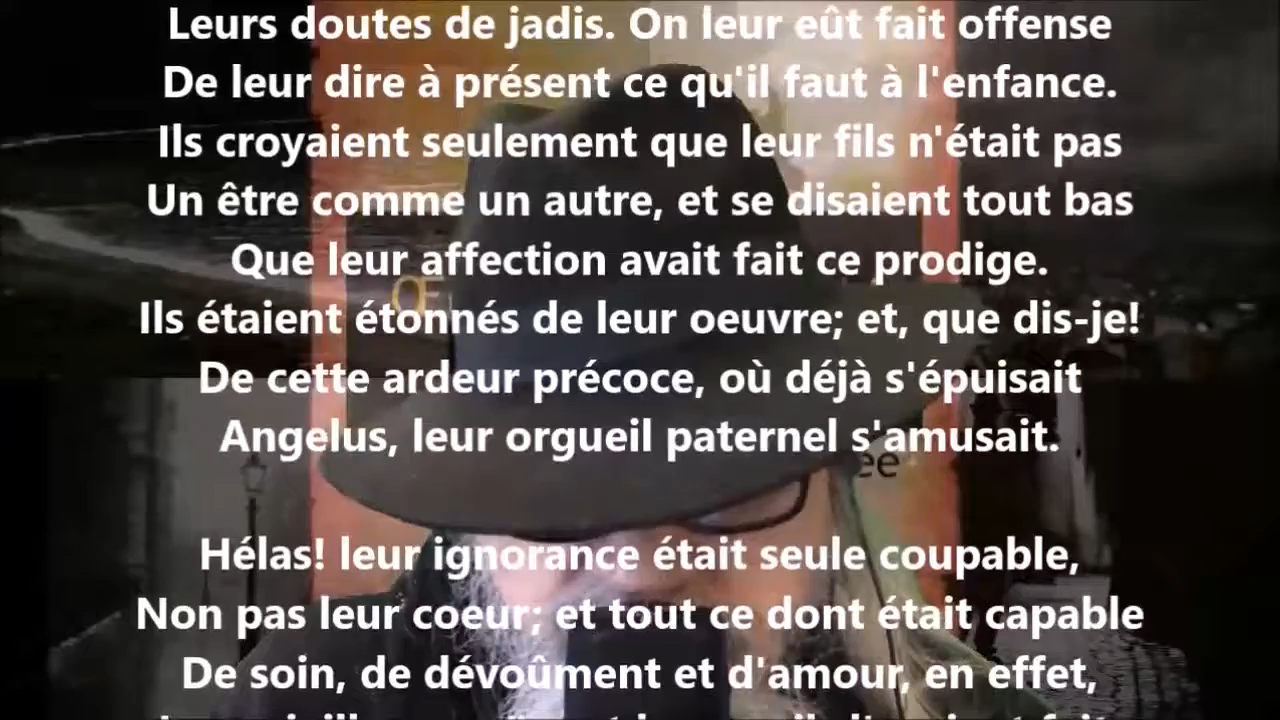 Leurs doutes de jadis. On leur eût fait offense
De leur dire à présent ce qu'il faut à l'enfance.
Ils croyaient seulement que leur fils n'était pas
Un être comme un autre, et se disaient tout bas
Que leur affection avait fait ce prodige.
Ils étaient étonnés de leur oeuvre; et, que dis-je!
De cette ardeur précoce, où déjà s'épuisait
Angelus, leur orgueil paternel s'amusait.
Hélas! leur ignorance était seule coupable,
Non pas leur coeur; et tout ce dont était capable
De soin, de dévoûment et d'amour, en effet,